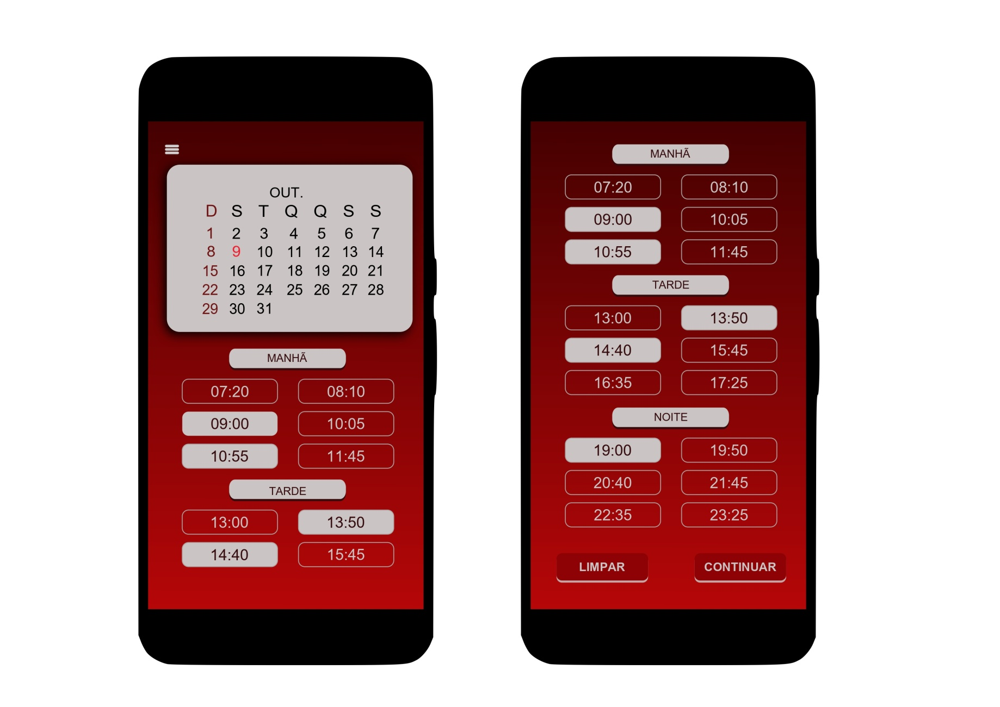 OUT.
D S T Q Q S S
1 2 3 4 5 6 7
8 9 10 11 12 13 14
15 16 17 18 19 20 21
22 23 24 25 26 27 28
29 30 31
MANHÃ
07:20 08:10
09:00 10:05
10:55 11:45
TARDE
13:00 13:50
14:40 15:45
MANHÃ
07:20 08:10
09:00 10:05
10:55 11:45
TARDE
13:00 13:50
14:40 15:45
16:35 17:25
NOITE
19:00 19:50
20:40 21:45
22:35 23:25
LIMPAR CONTINUAR